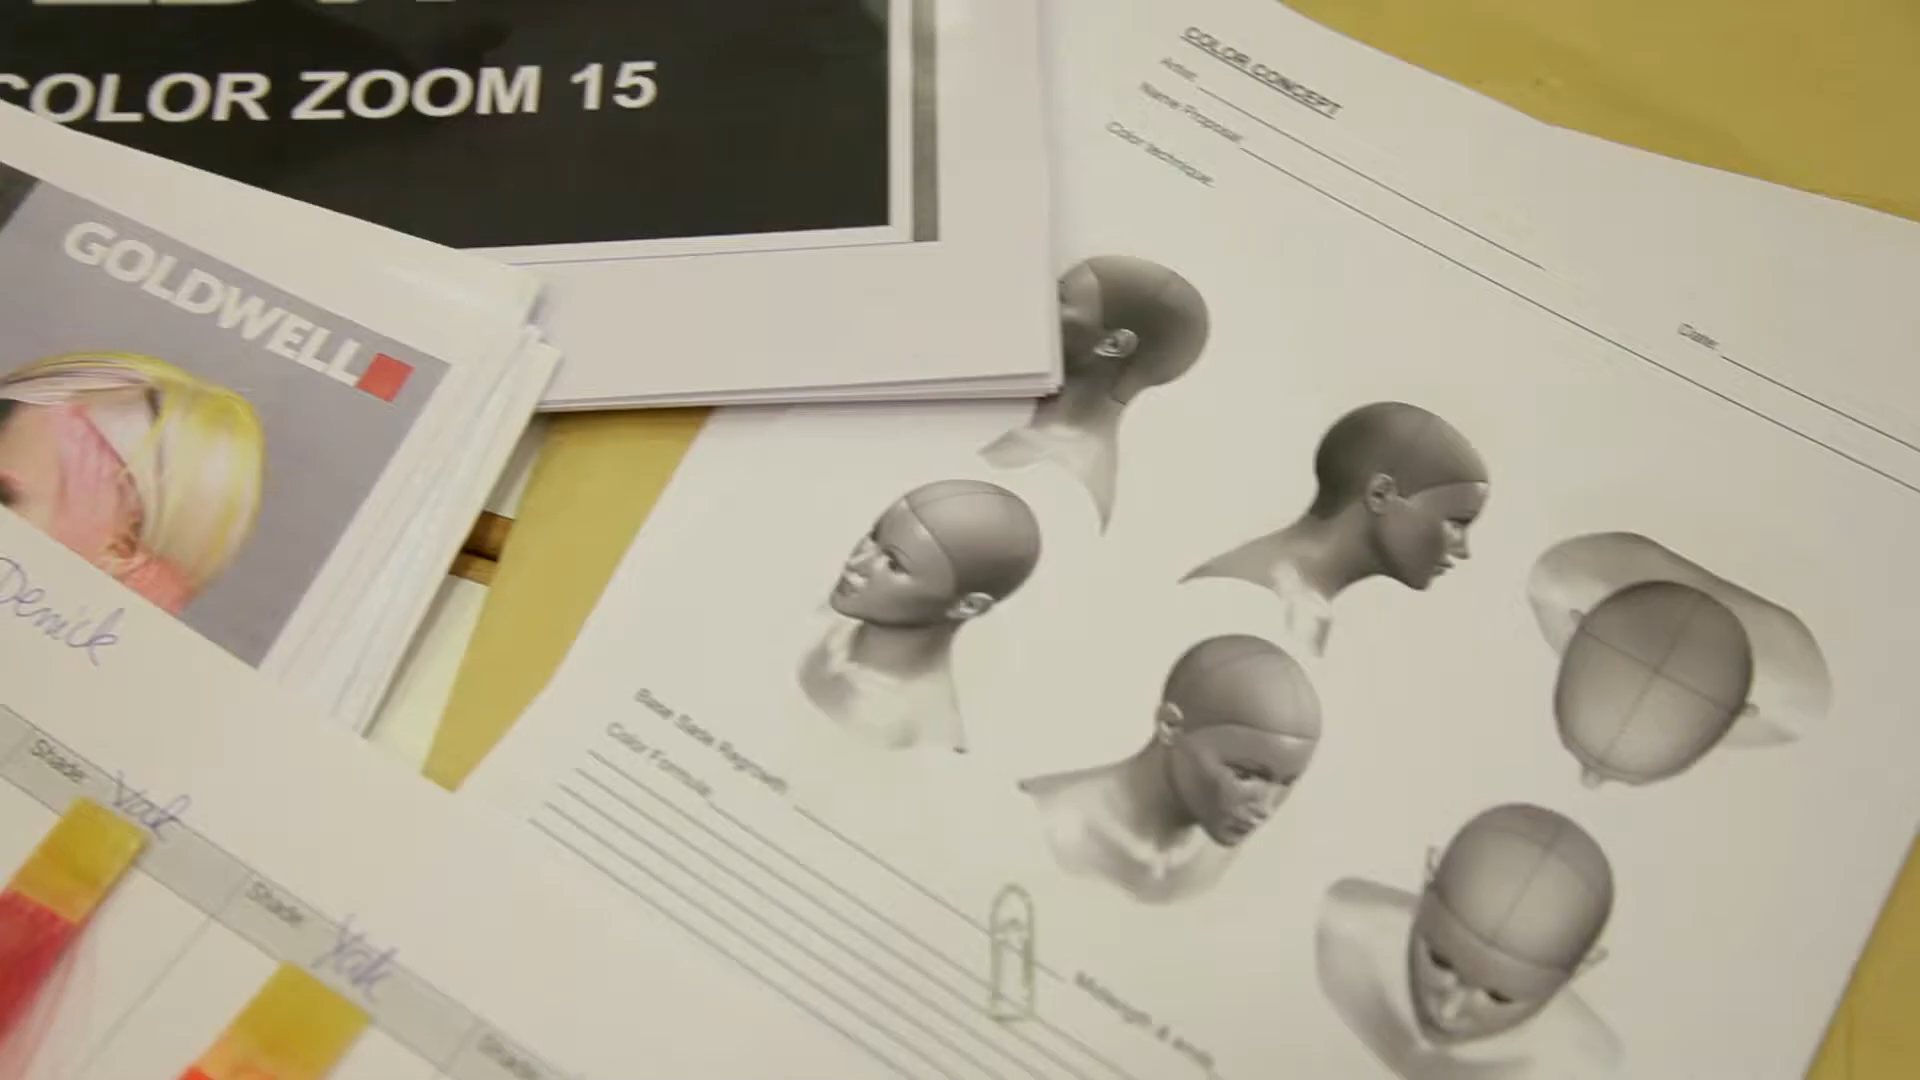 COLOR ZOOM 15
GOLDWELL
Derrick
Shade:
Shade:
COLOR CONCEPT
Artist:
Name Proposal:
Color Technique:
Date:
Base Sade Regrowth
Color Formula:
Midlength & ends